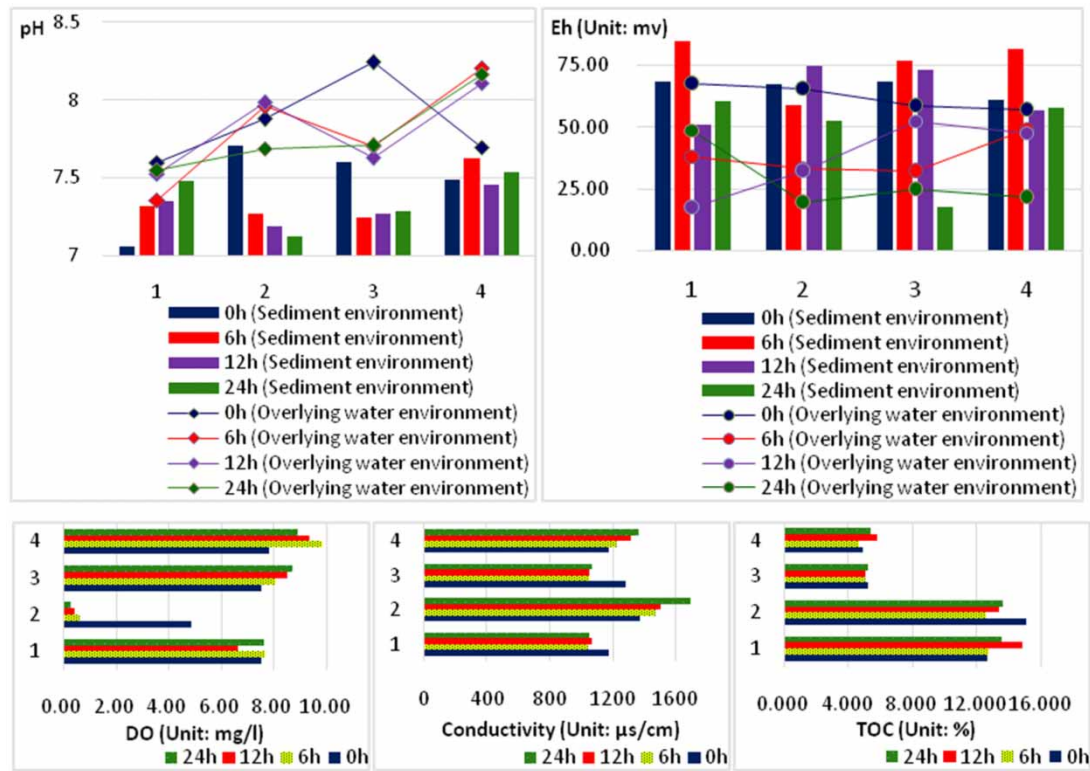 pH
8.5
8
7.5
7
1 2 3 4
0h (Sediment environment)
6h (Sediment environment)
12h (Sediment environment)
24h (Sediment environment)
0h (Overlying water environment)
6h (Overlying water environment)
12h (Overlying water environment)
24h (Overlying water environment)
Eh (Unit: mv)
75.00
50.00
25.00
0.00
1 2 3 4
0h (Sediment environment)
6h (Sediment environment)
12h (Sediment environment)
24h (Sediment environment)
0h (Overlying water environment)
6h (Overlying water environment)
12h (Overlying water environment)
24h (Overlying water environment)
4
3
2
1
0.00 2.00 4.00 6.00 8.00 10.00
DO (Unit: mg/l)
24h 12h 6h 0h
4
3
2
1
0 400 800 1200 1600
Conductivity (Unit: μs/cm)
24h 12h 6h 0h
4
3
2
1
0.000 4.000 8.000 12.000 16.000
TOC (Unit: %)
24h 12h 6h 0h